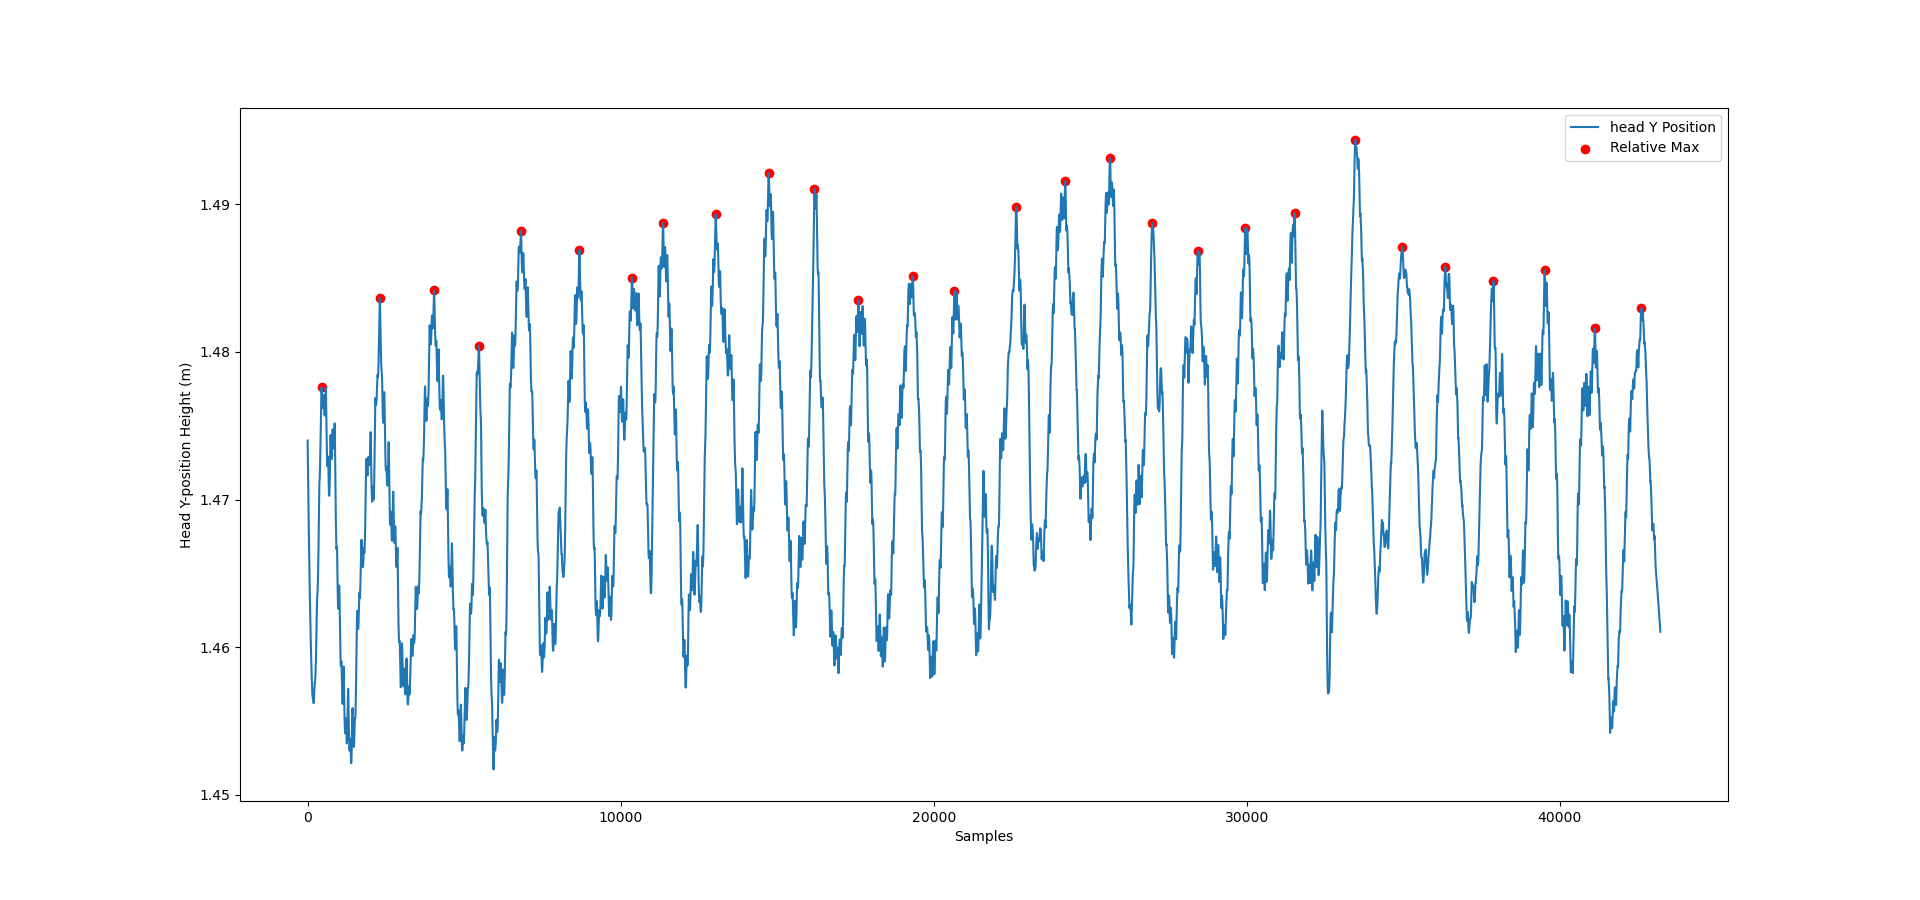 head Y Position
Relative Max
Head Y-position Height (m)
1.49
1.48
1.47
1.46
1.45
0 10000 20000 30000 40000
Samples